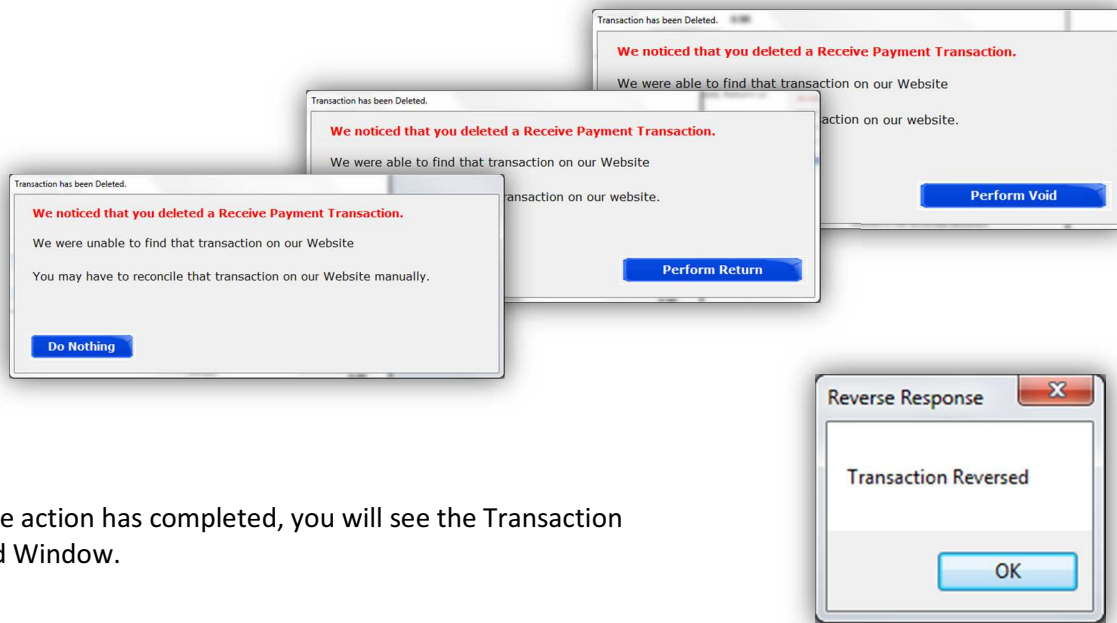 Transaction has been Deleted.
We noticed that you deleted a Receive Payment Transaction.
We were able to find that transaction on our Website
action on our website.
Perform Void
Transaction has been Deleted.
We noticed that you deleted a Receive Payment Transaction.
We were able to find that transaction on our Website
ransaction on our website.
Perform Return
Transaction has been Deleted.
We noticed that you deleted a Receive Payment Transaction.
We were unable to find that transaction on our Website
You may have to reconcile that transaction on our Website manually.
Do Nothing
Reverse Response
Transaction Reversed
OK
e action has completed, you will see the Transaction
d Window.